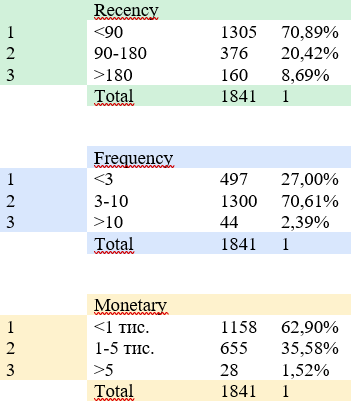 Recency
1 <90 1305 70,89%
2 90-180 376 20,42%
3 >180 160 8,69%
Total 1841 1
Frequency
1 <3 497 27,00%
2 3-10 1300 70,61%
3 >10 44 2,39%
Total 1841 1
Monetary
1 <1 тис. 1158 62,90%
2 1-5 тис. 655 35,58%
3 >5 28 1,52%
Total 1841 1